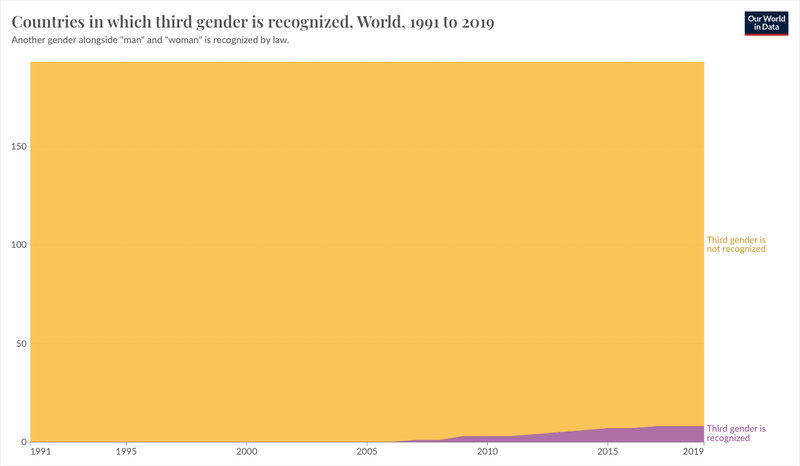 Countries in which third gender is recognized, World, 1991 to 2019
Another gender alongside "man" and "woman" is recognized by law.
Our World
in Data
150
100
50
0
Third gender is
not recognized
Third gender is
recognized
1991
1995
2000
2005
2010
2015
2019